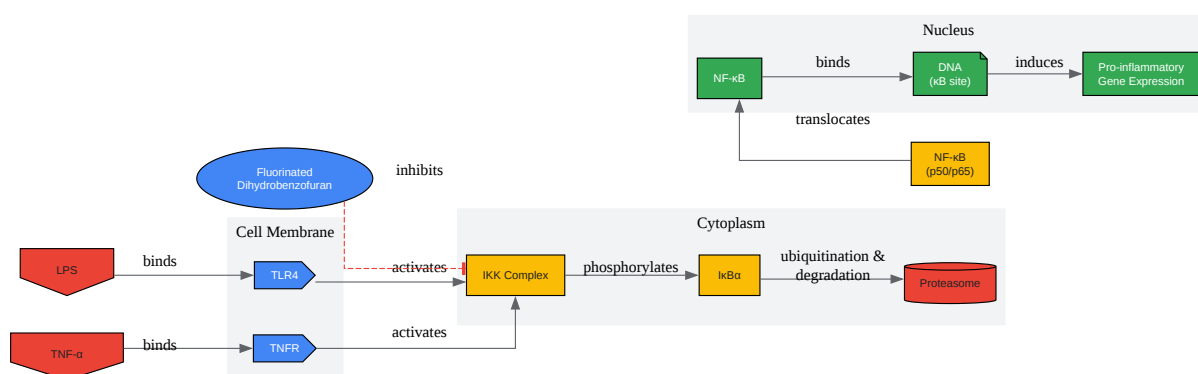 Nucleus
NF-κB
binds
DNA
(κB site)
induces
Pro-inflammatory
Gene Expression
translocates
NF-κB
(p50/p65)
Fluorinated
Dihydrobenzofuran
inhibits
Cell Membrane
Cytoplasm
LPS
binds
TLR4
activates
IKK Complex
phosphorylates
IκBα
ubiquitination &
degradation
Proteasome
TNF-α
binds
TNFR
activates